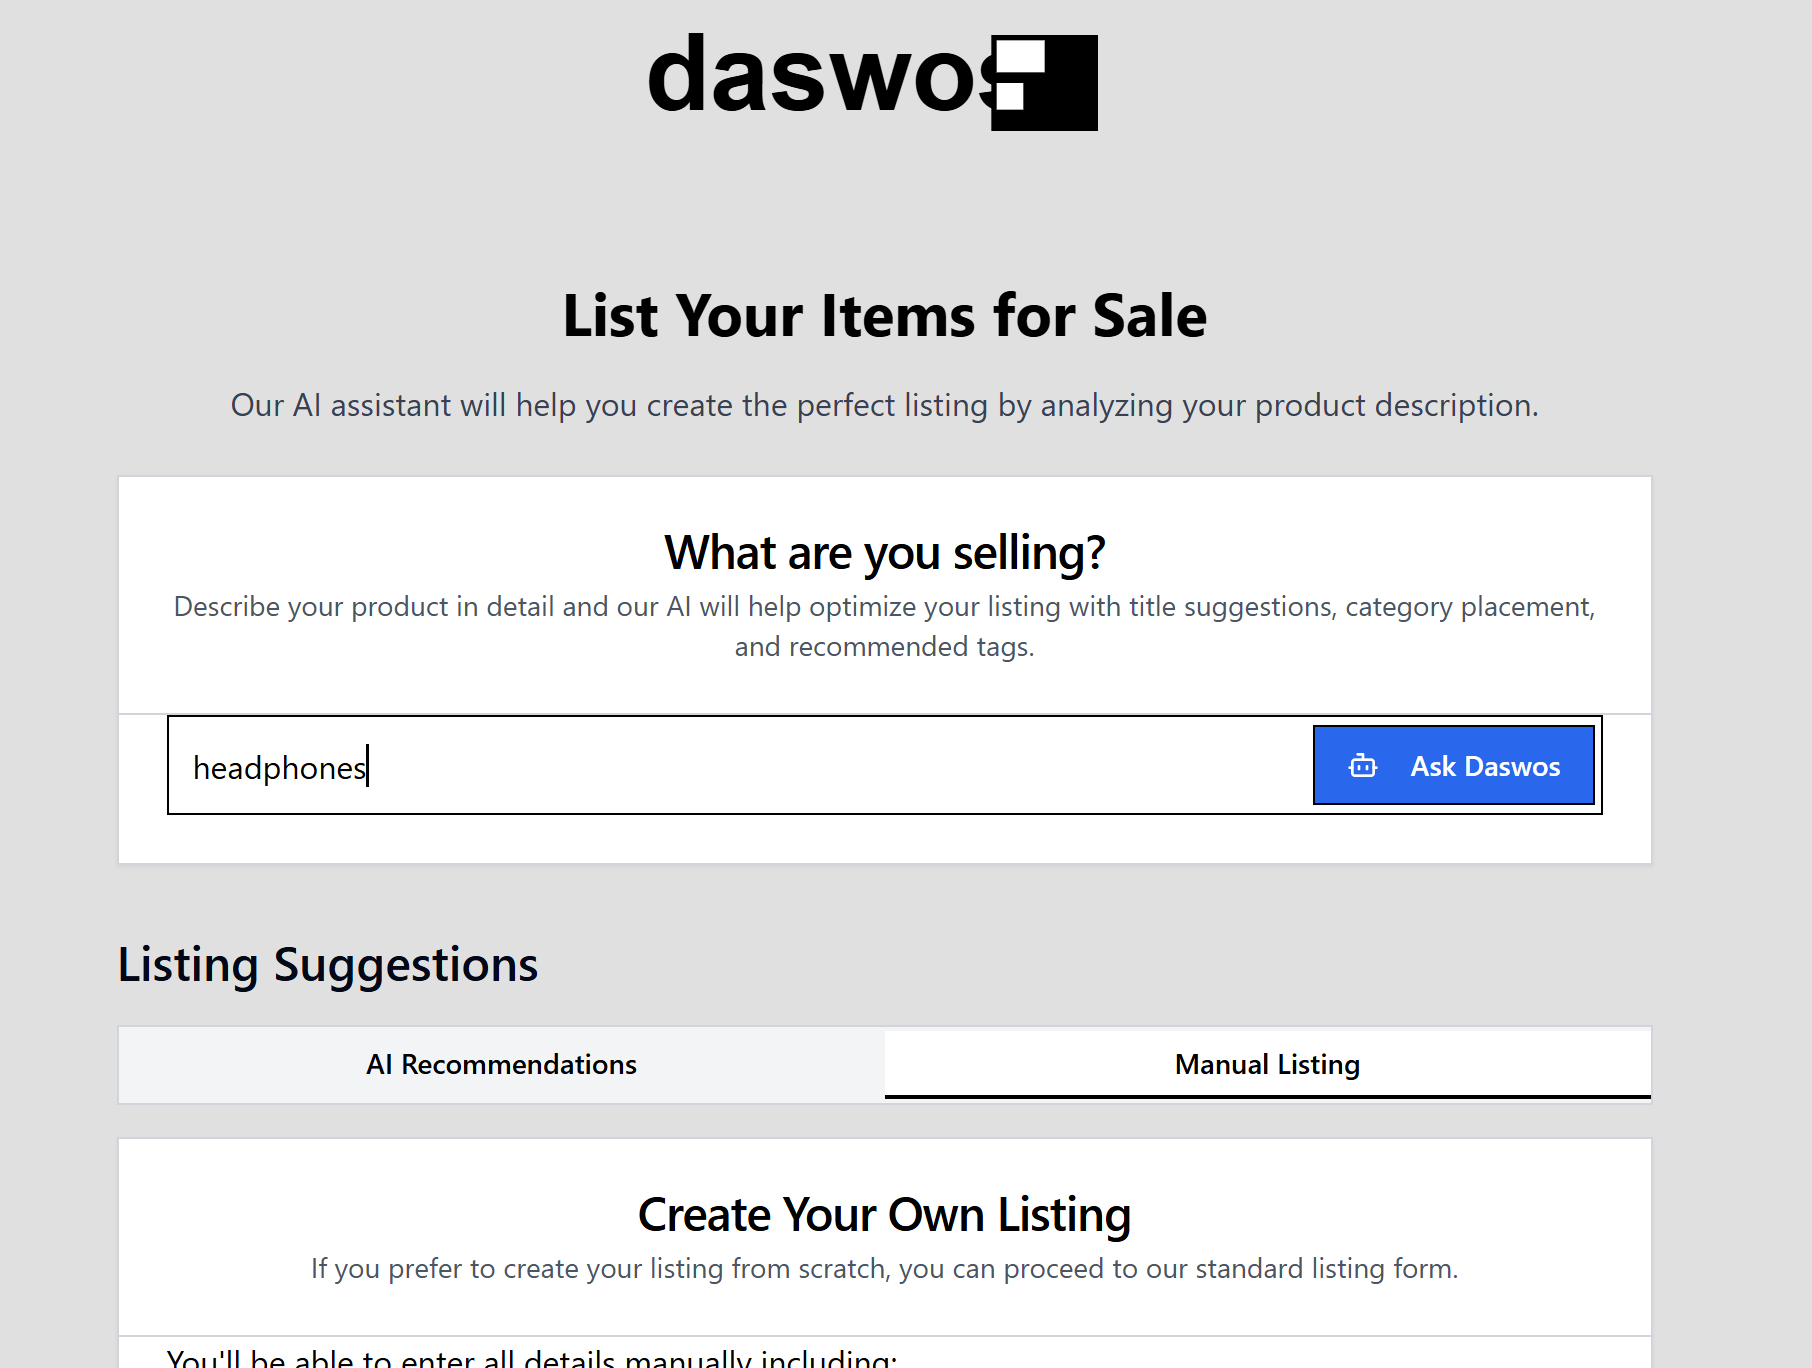 daswos
List Your Items for Sale
Our AI assistant will help you create the perfect listing by analyzing your product description.
What are you selling?
Describe your product in detail and our AI will help optimize your listing with title suggestions, category placement,
and recommended tags.
headphones
Ask Daswos
Listing Suggestions
AI Recommendations
Manual Listing
Create Your Own Listing
If you prefer to create your listing from scratch, you can proceed to our standard listing form.
You'll be able to enter all details manually including: